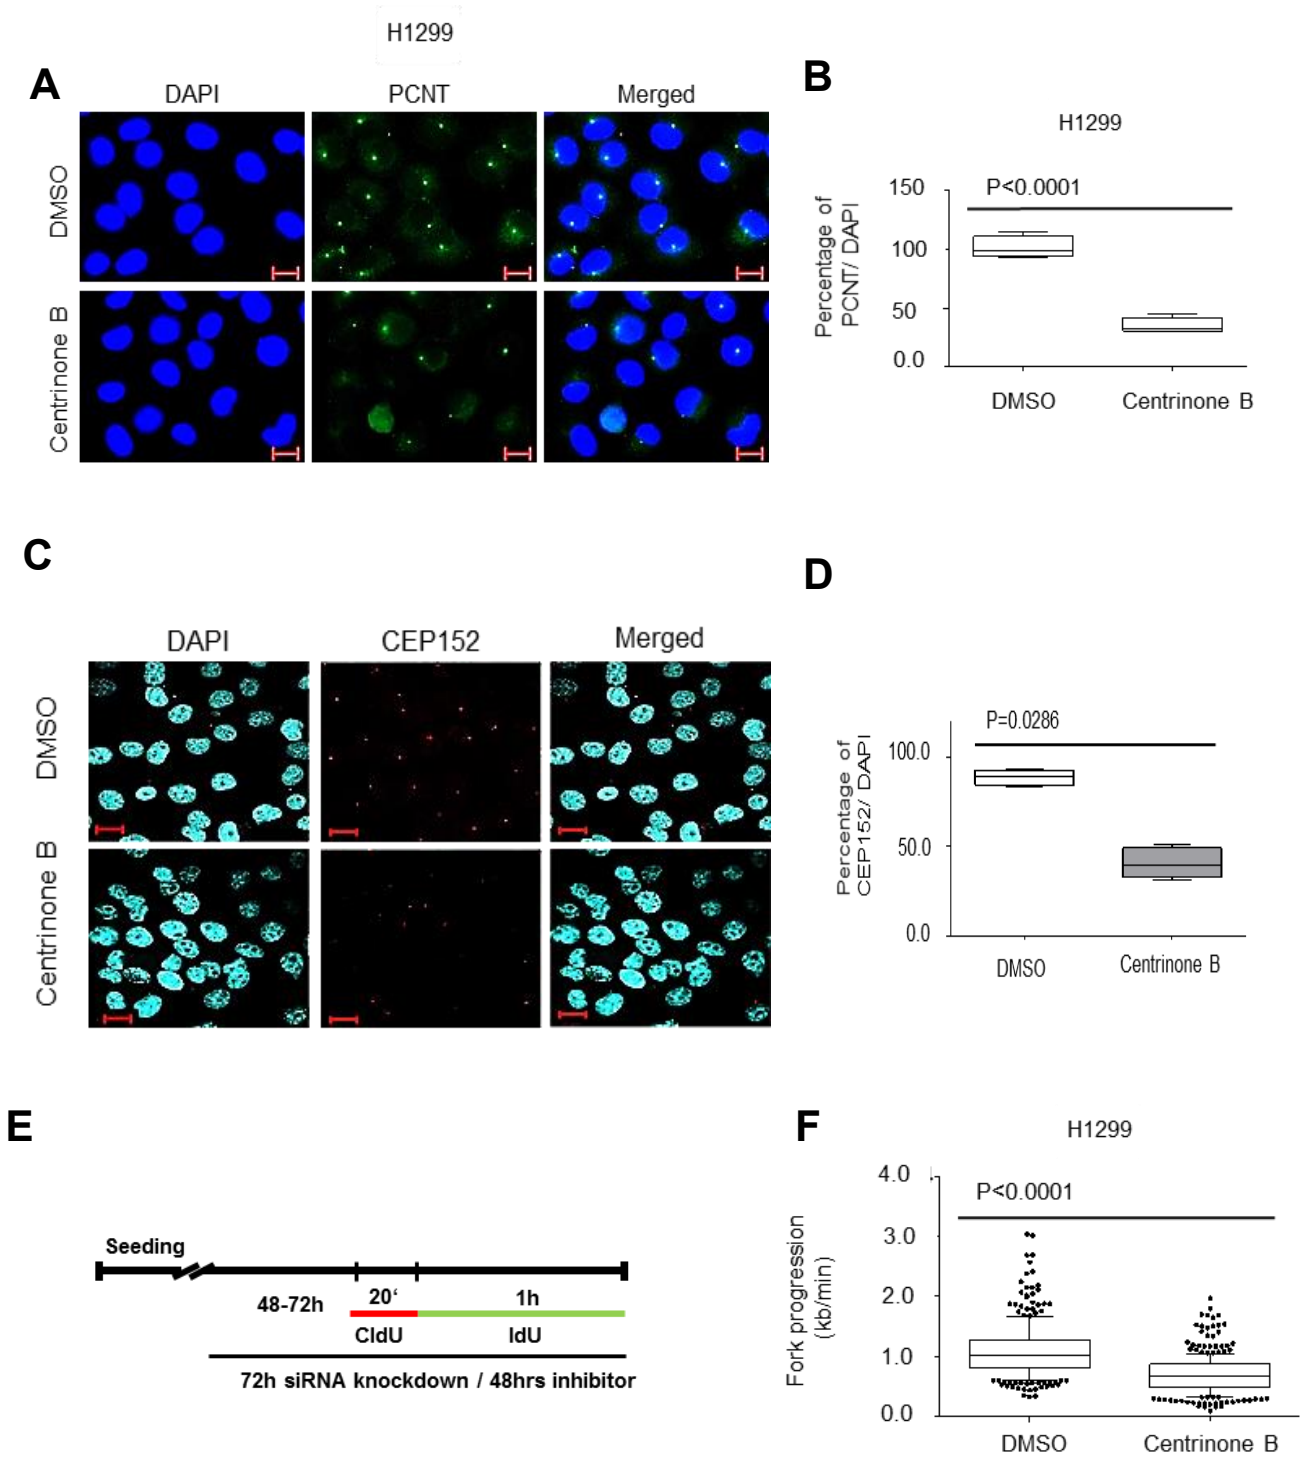 H1299
A
DAPI PCNT Merged
DMSO
Centrinone B
B
H1299
Percentage of
PCNT/ DAPI
150
100
50
0.0
P<0.0001
DMSO Centrinone B
C
DAPI CEP152 Merged
DMSO
Centrinone B
D
Percentage of
CEP152/ DAPI
100.0
50.0
0.0
P=0.0286
DMSO Centrinone B
E
Seeding
48-72h
20‘ 1h
CldU IdU
72h siRNA knockdown / 48hrs inhibitor
F
H1299
Fork progression
(kb/min)
4.0
3.0
2.0
1.0
0.0
P<0.0001
DMSO Centrinone B